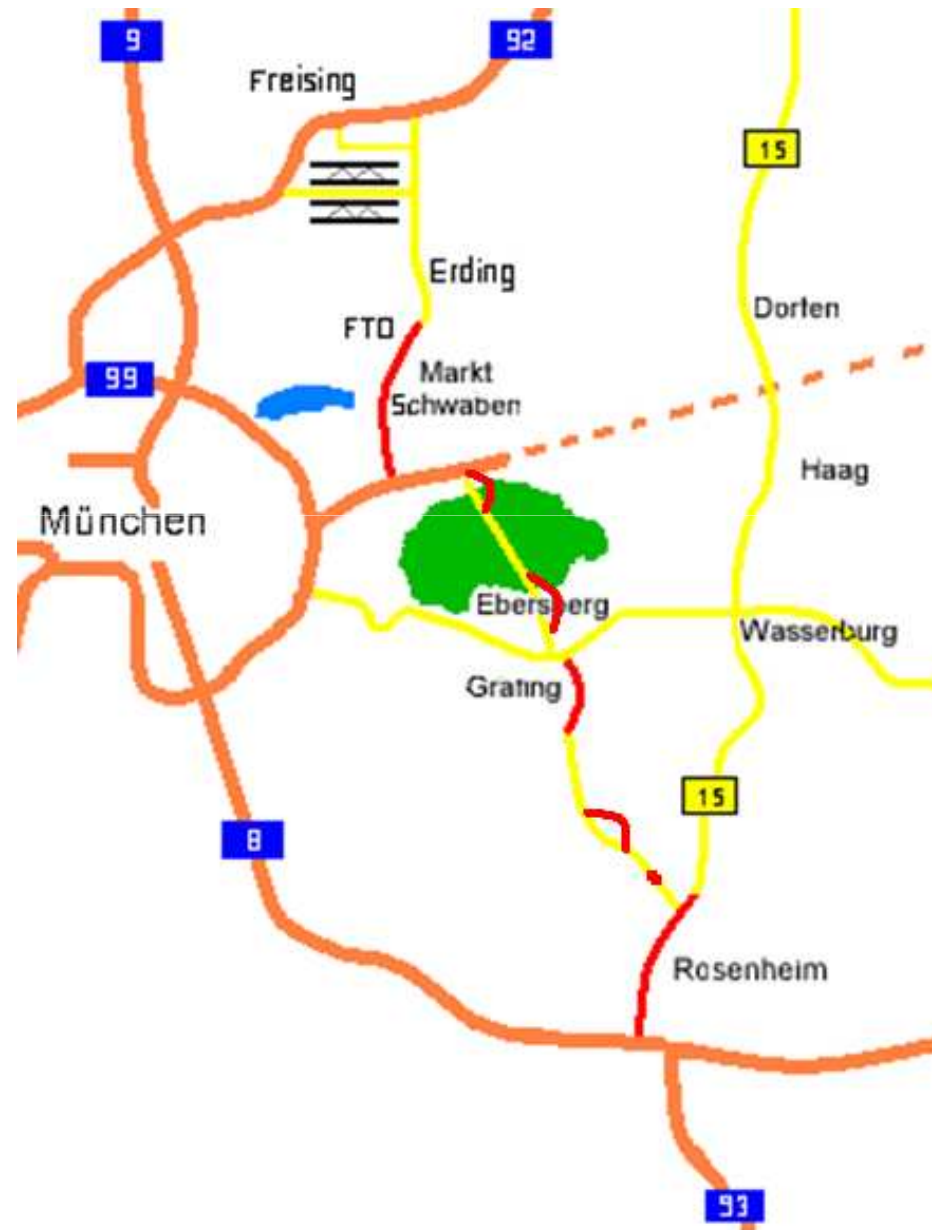 9
92
Freising
15
Erding
Dorfen
FTO
99
Markt
Schwaben
Haag
München
Ebersberg
Wasserburg
Grafing
15
8
Rosenheim
93